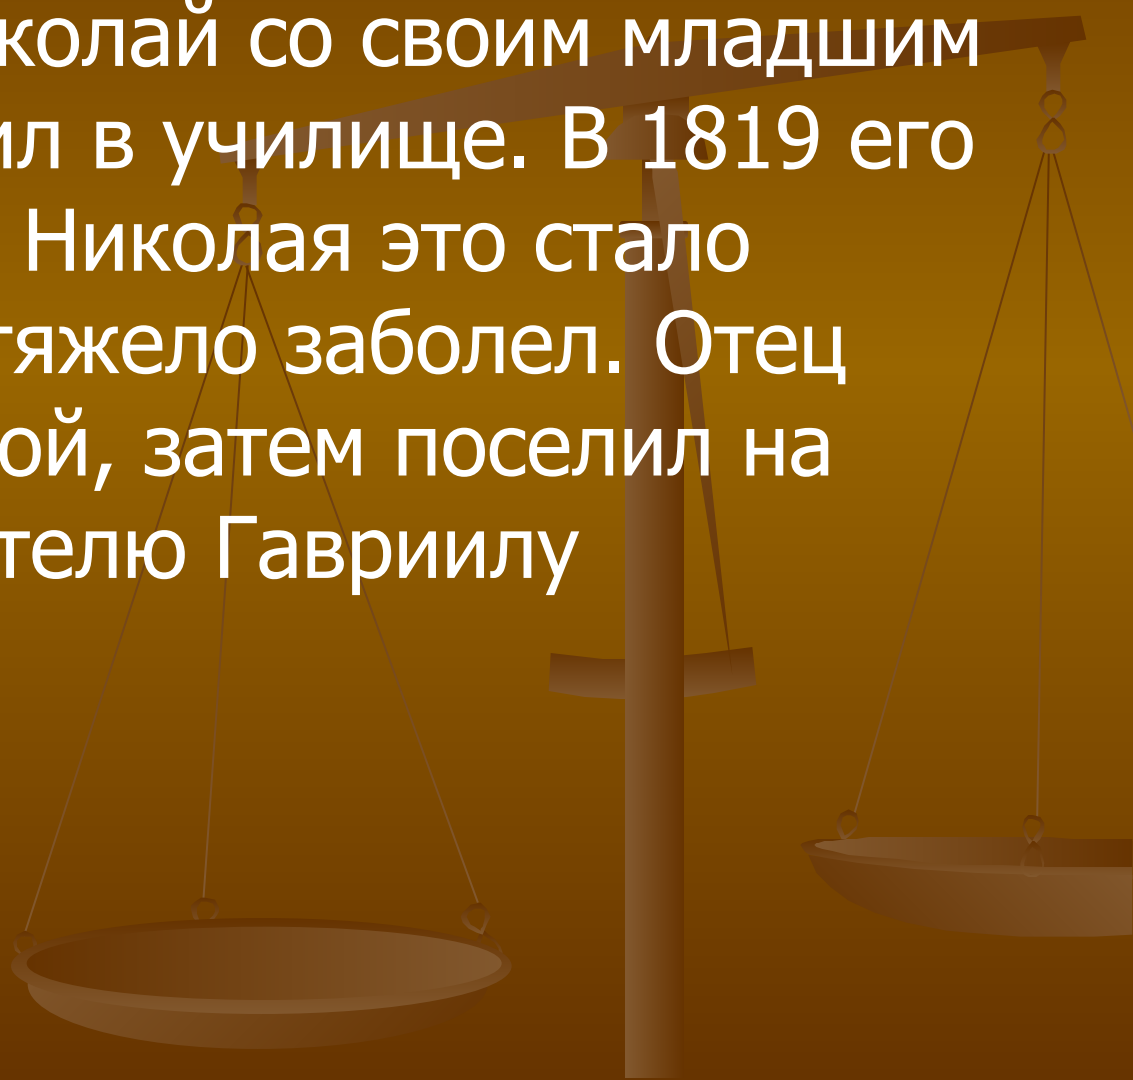 колай со своим младшим
ил в училище. В 1819 его
Николая это стало
тяжело заболел. Отец
ой, затем поселил на
телю Гавриилу